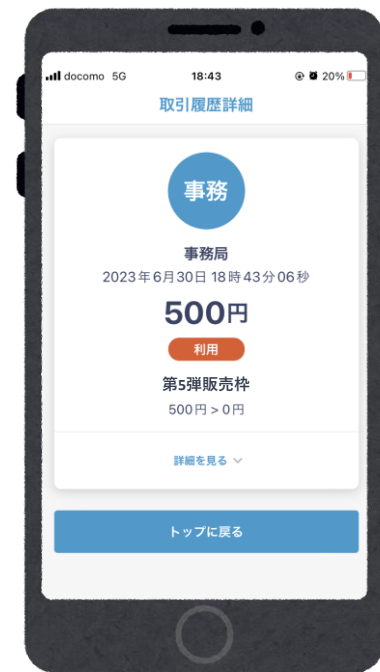 docomo 5G 18:43 20%
取引履歴詳細
事務
事務局
2023年6月30日 18時43分06秒
500円
利用
第5弾販売枠
500円 > 0円
詳細を見る
トップに戻る